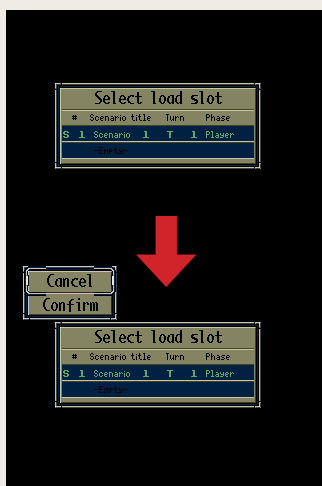 Select load slot
# Scenario title Turn Phase
S 1 Scenario 1 T 1 Player
-Empty-
Cancel
Confirm
Select load slot
# Scenario title Turn Phase
S 1 Scenario 1 T 1 Player
-Empty-